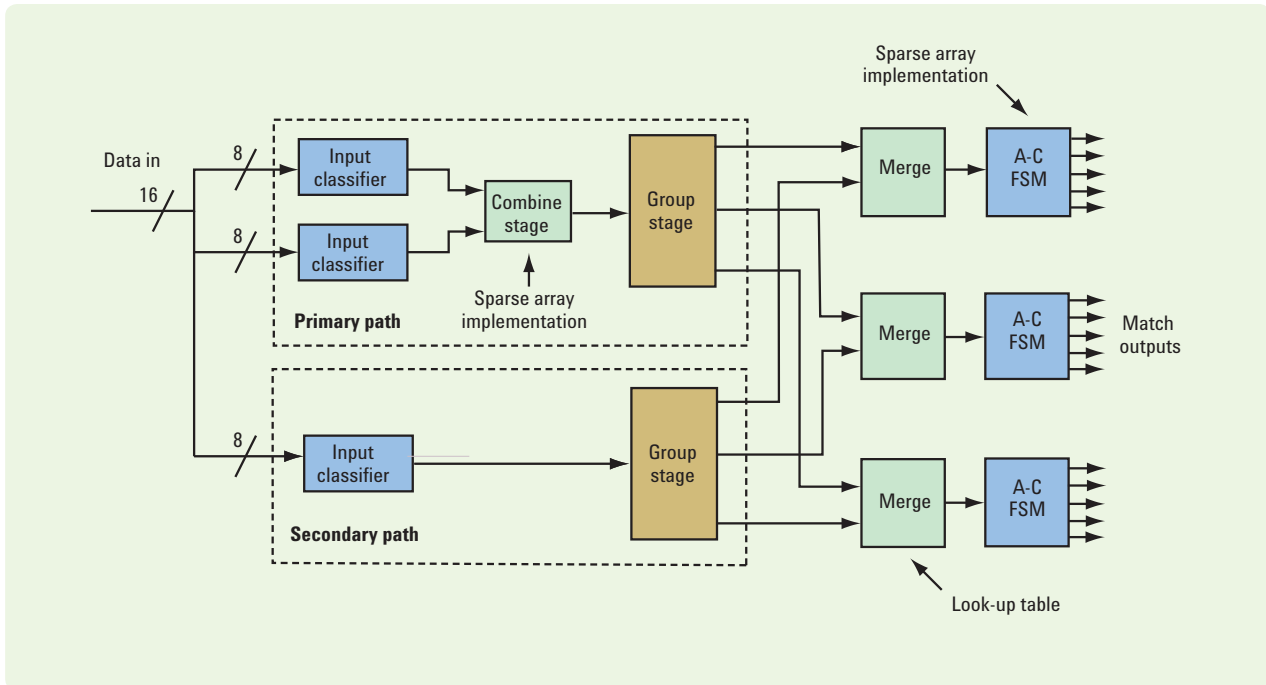 Sparse array
implementation
Data in
16
8
8
8
Input
classifier
Input
classifier
Combine
stage
Group
stage
Sparse array
implementation
Primary path
Merge
A-C
FSM
Merge
A-C
FSM
Match
outputs
Input
classifier
Group
stage
Secondary path
Merge
A-C
FSM
Look-up table